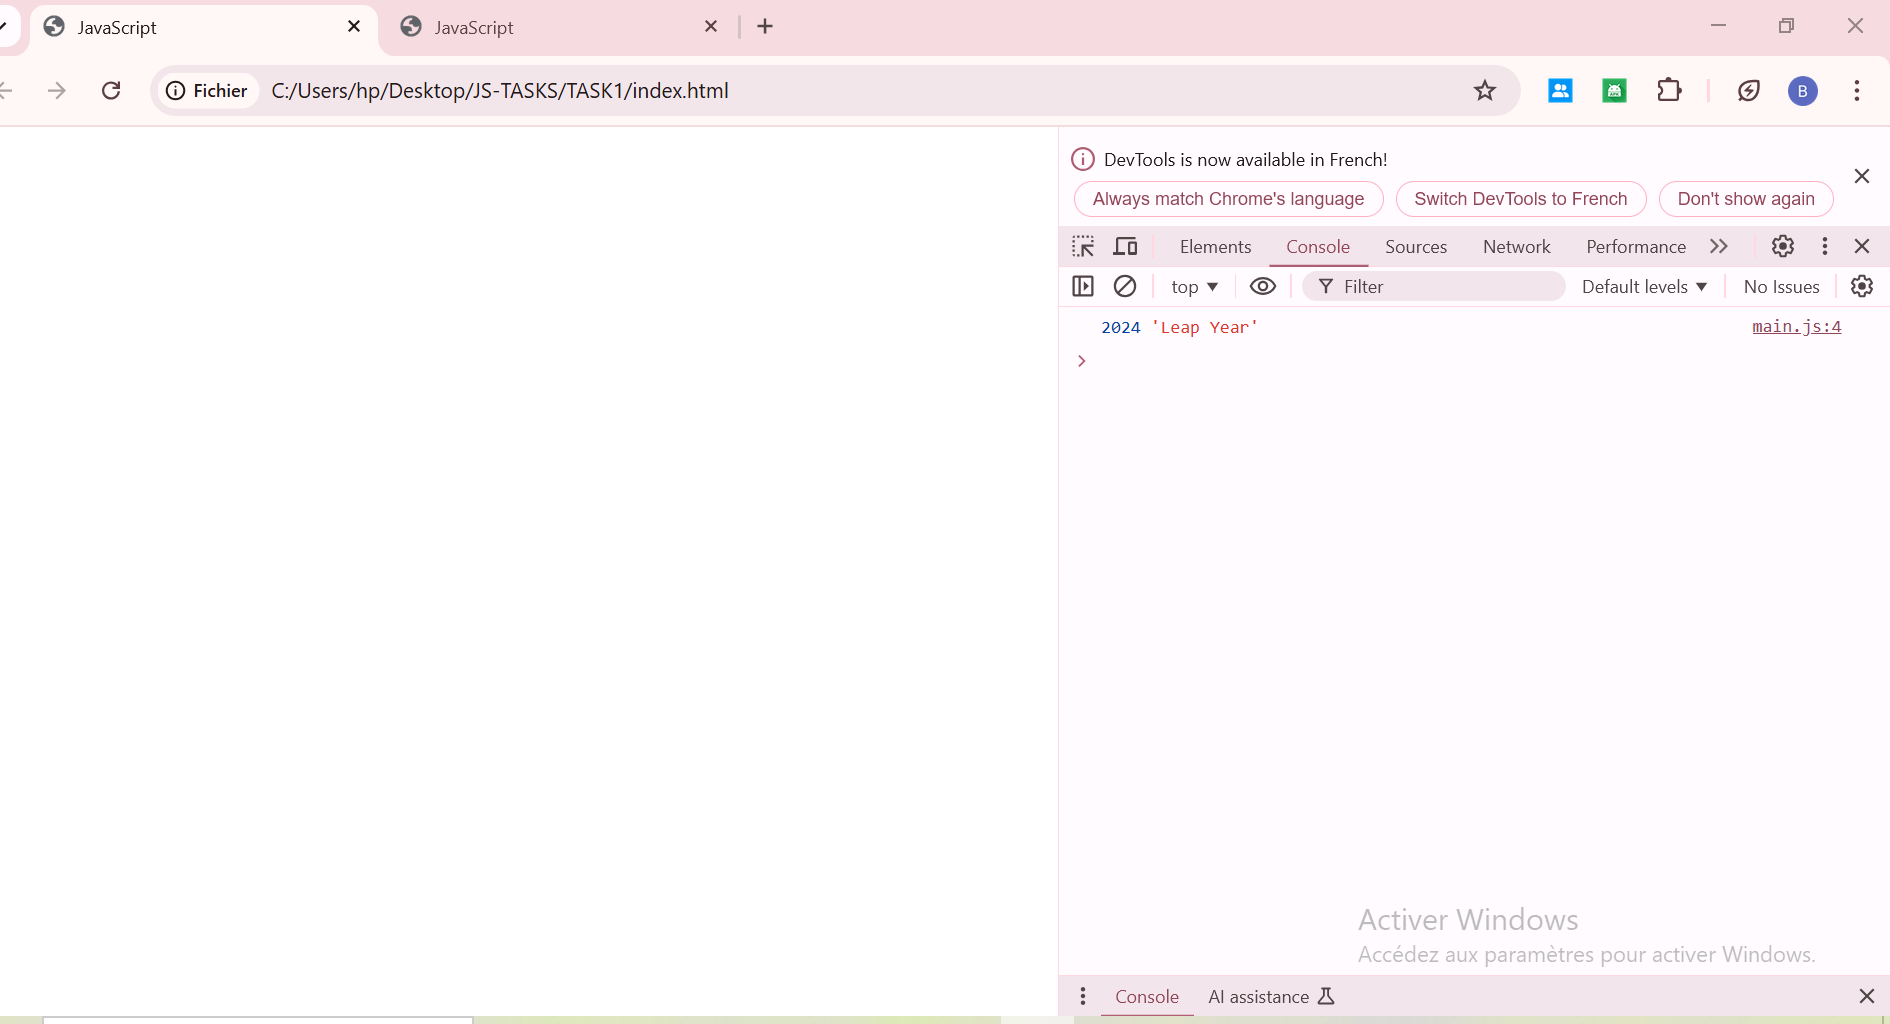 JavaScript
JavaScript
Fichier C:/Users/hp/Desktop/JS-TASKS/TASK1/index.html
B
DevTools is now available in French!
Always match Chrome's language Switch DevTools to French Don't show again
Elements Console Sources Network Performance
top Filter Default levels No Issues
2024 'Leap Year' main.js:4
Activer Windows
Accédez aux paramètres pour activer Windows.
Console AI assistance